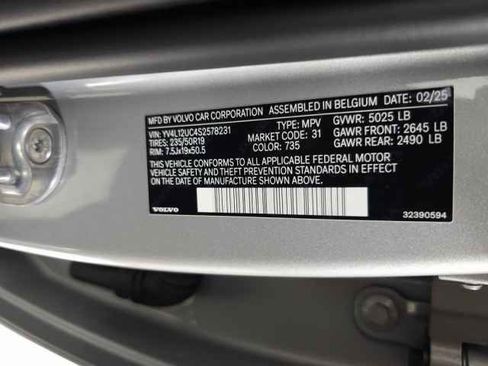 MFD BY VOLVO CAR CORPORATION ASSEMBLED IN BELGIUM DATE: 02/25
VIN: YV4L12UC4S2578231 TYPE: MPV GVWR: 5025 LB
TIRES: 235/50R19 MARKET CODE: 31 GAWR FRONT: 2645 LB
RIM: 7.5Jx19x50.5 COLOR: 735 GAWR REAR: 2490 LB
THIS VEHICLE CONFORMS TO ALL APPLICABLE FEDERAL MOTOR
VEHICLE SAFETY AND THEFT PREVENTION STANDARDS IN EFFECT
ON THE DATE OF MANUFACTURE SHOWN ABOVE
VOLVO 32390594